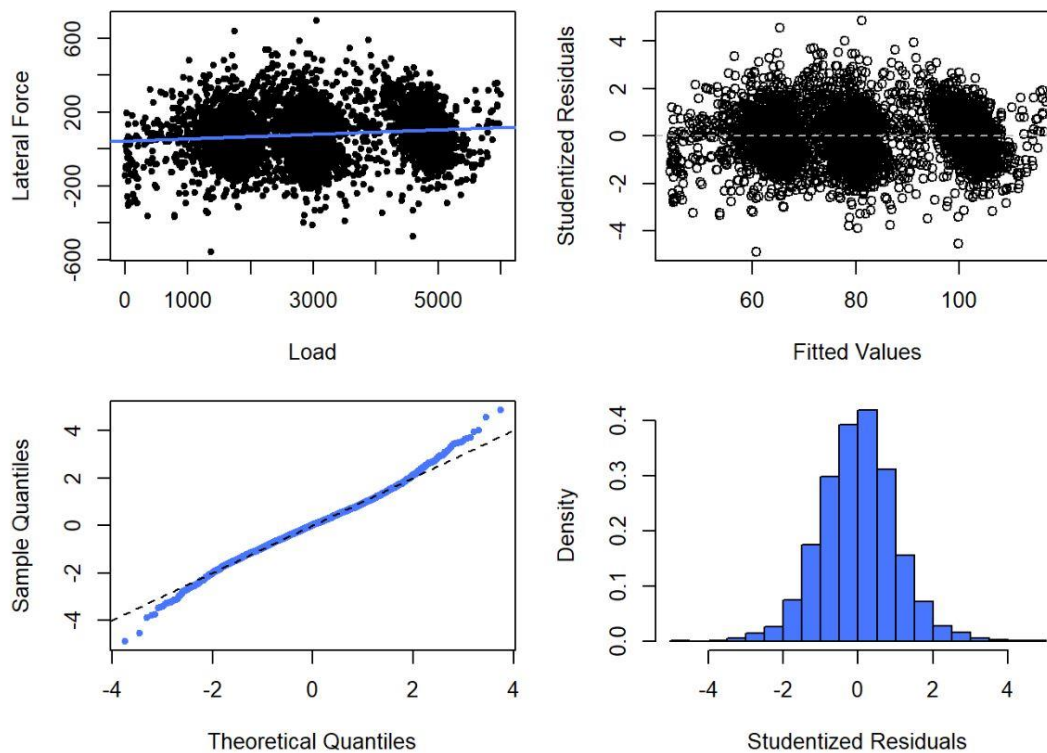 Lateral Force
600
200
-200
-600
0 1000 3000 5000
Load
Studentized Residuals
4
2
0
-2
-4
60 80 100
Fitted Values
Sample Quantiles
4
2
0
-2
-4
-4 -2 0 2 4
Theoretical Quantiles
Density
0.4
0.3
0.2
0.1
0.0
-4 -2 0 2 4
Studentized Residuals